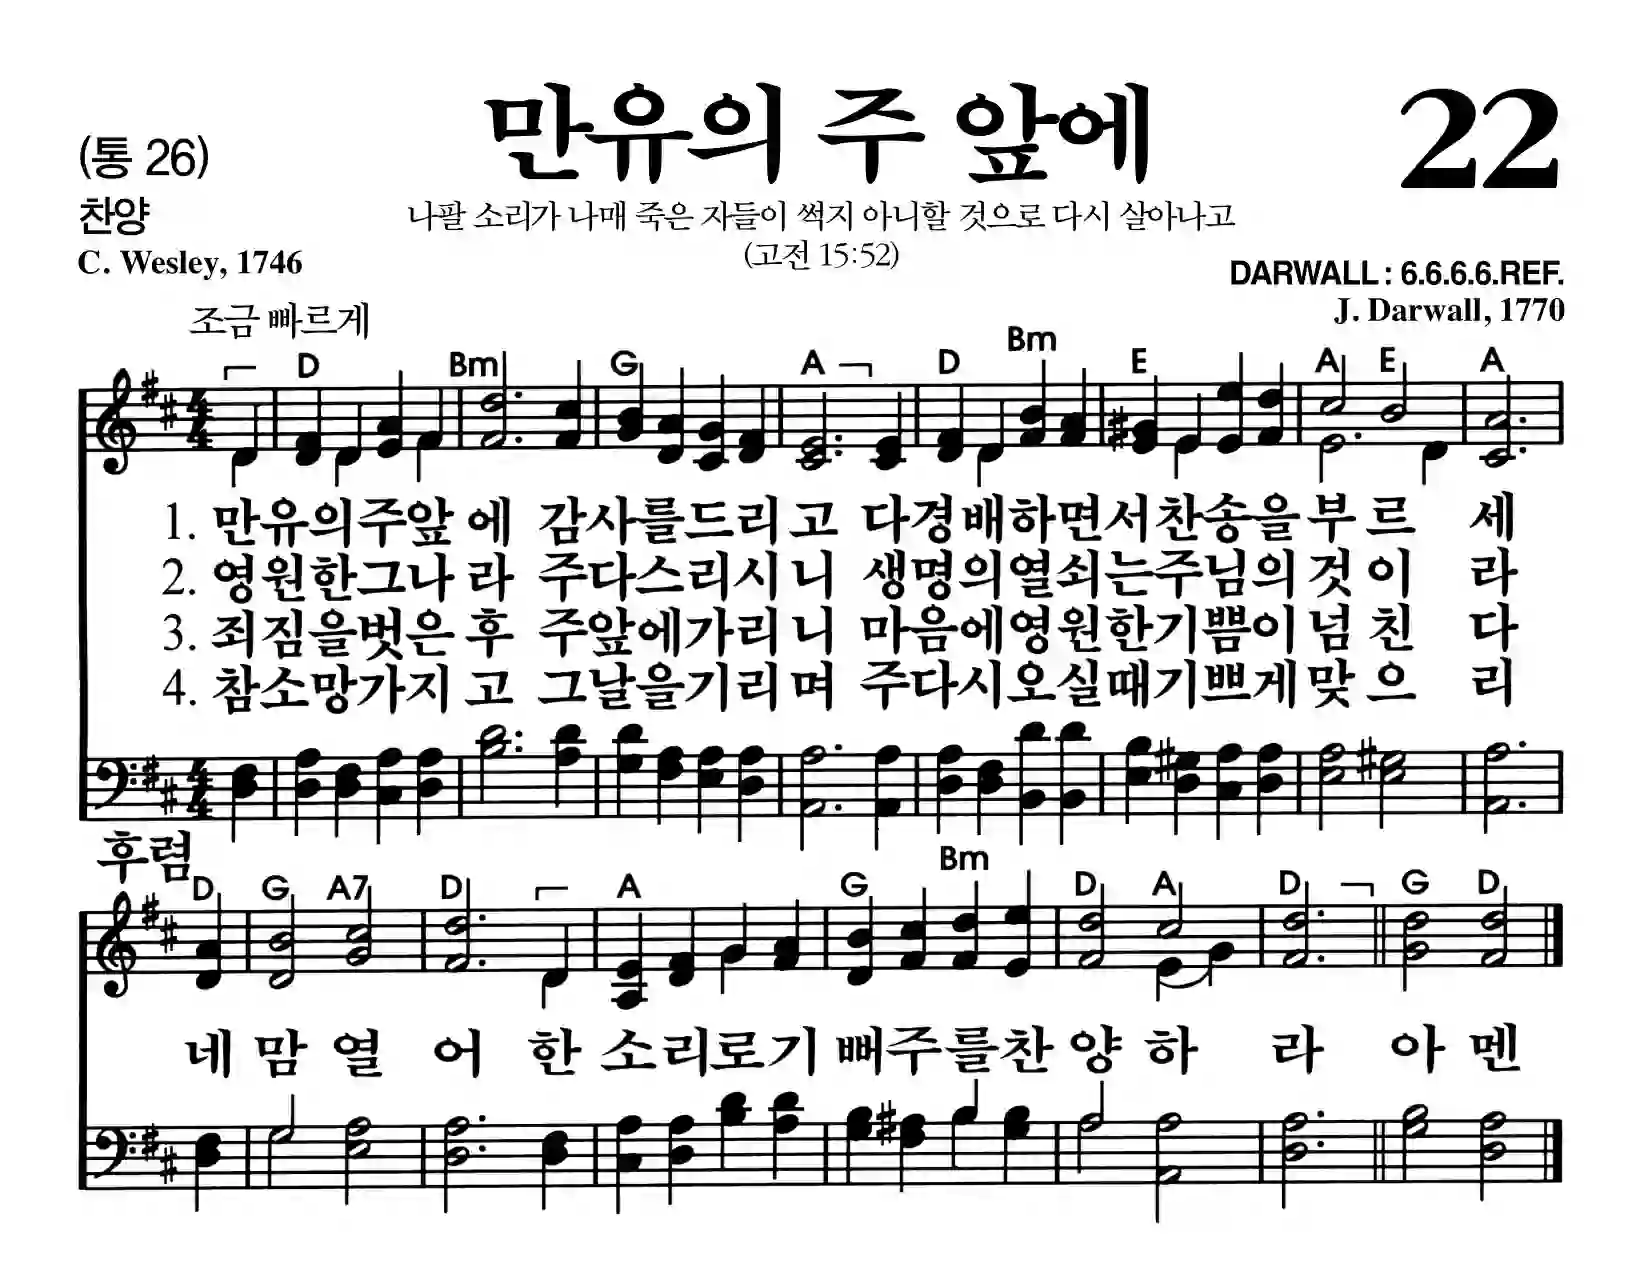 만유의 주 앞에
22
(통 26)
찬양
C. Wesley, 1746
나팔 소리가 나매 죽은 자들이 썩지 아니할 것으로 다시 살아나고
(고전 15:52)
DARWALL : 6.6.6.6.REF.
J. Darwall, 1770
조금 빠르게
D Bm G A D Bm E A E A
4 4
1. 만유의주앞에 감사를드리고 다경배하면서찬송을부르세
2. 영원한그나라 주다스리시니 생명의열쇠는주님의것이라
3. 죄짐을벗은후 주앞에가리니 마음에영원한기쁨이넘친다
4. 참소망가지고 그날을기리며 주다시오실때기쁘게맞으리
4 4
후렴
D G A7 D A G Bm D A D G D
네맘열어한소리로기뻐주를찬양하라아멘